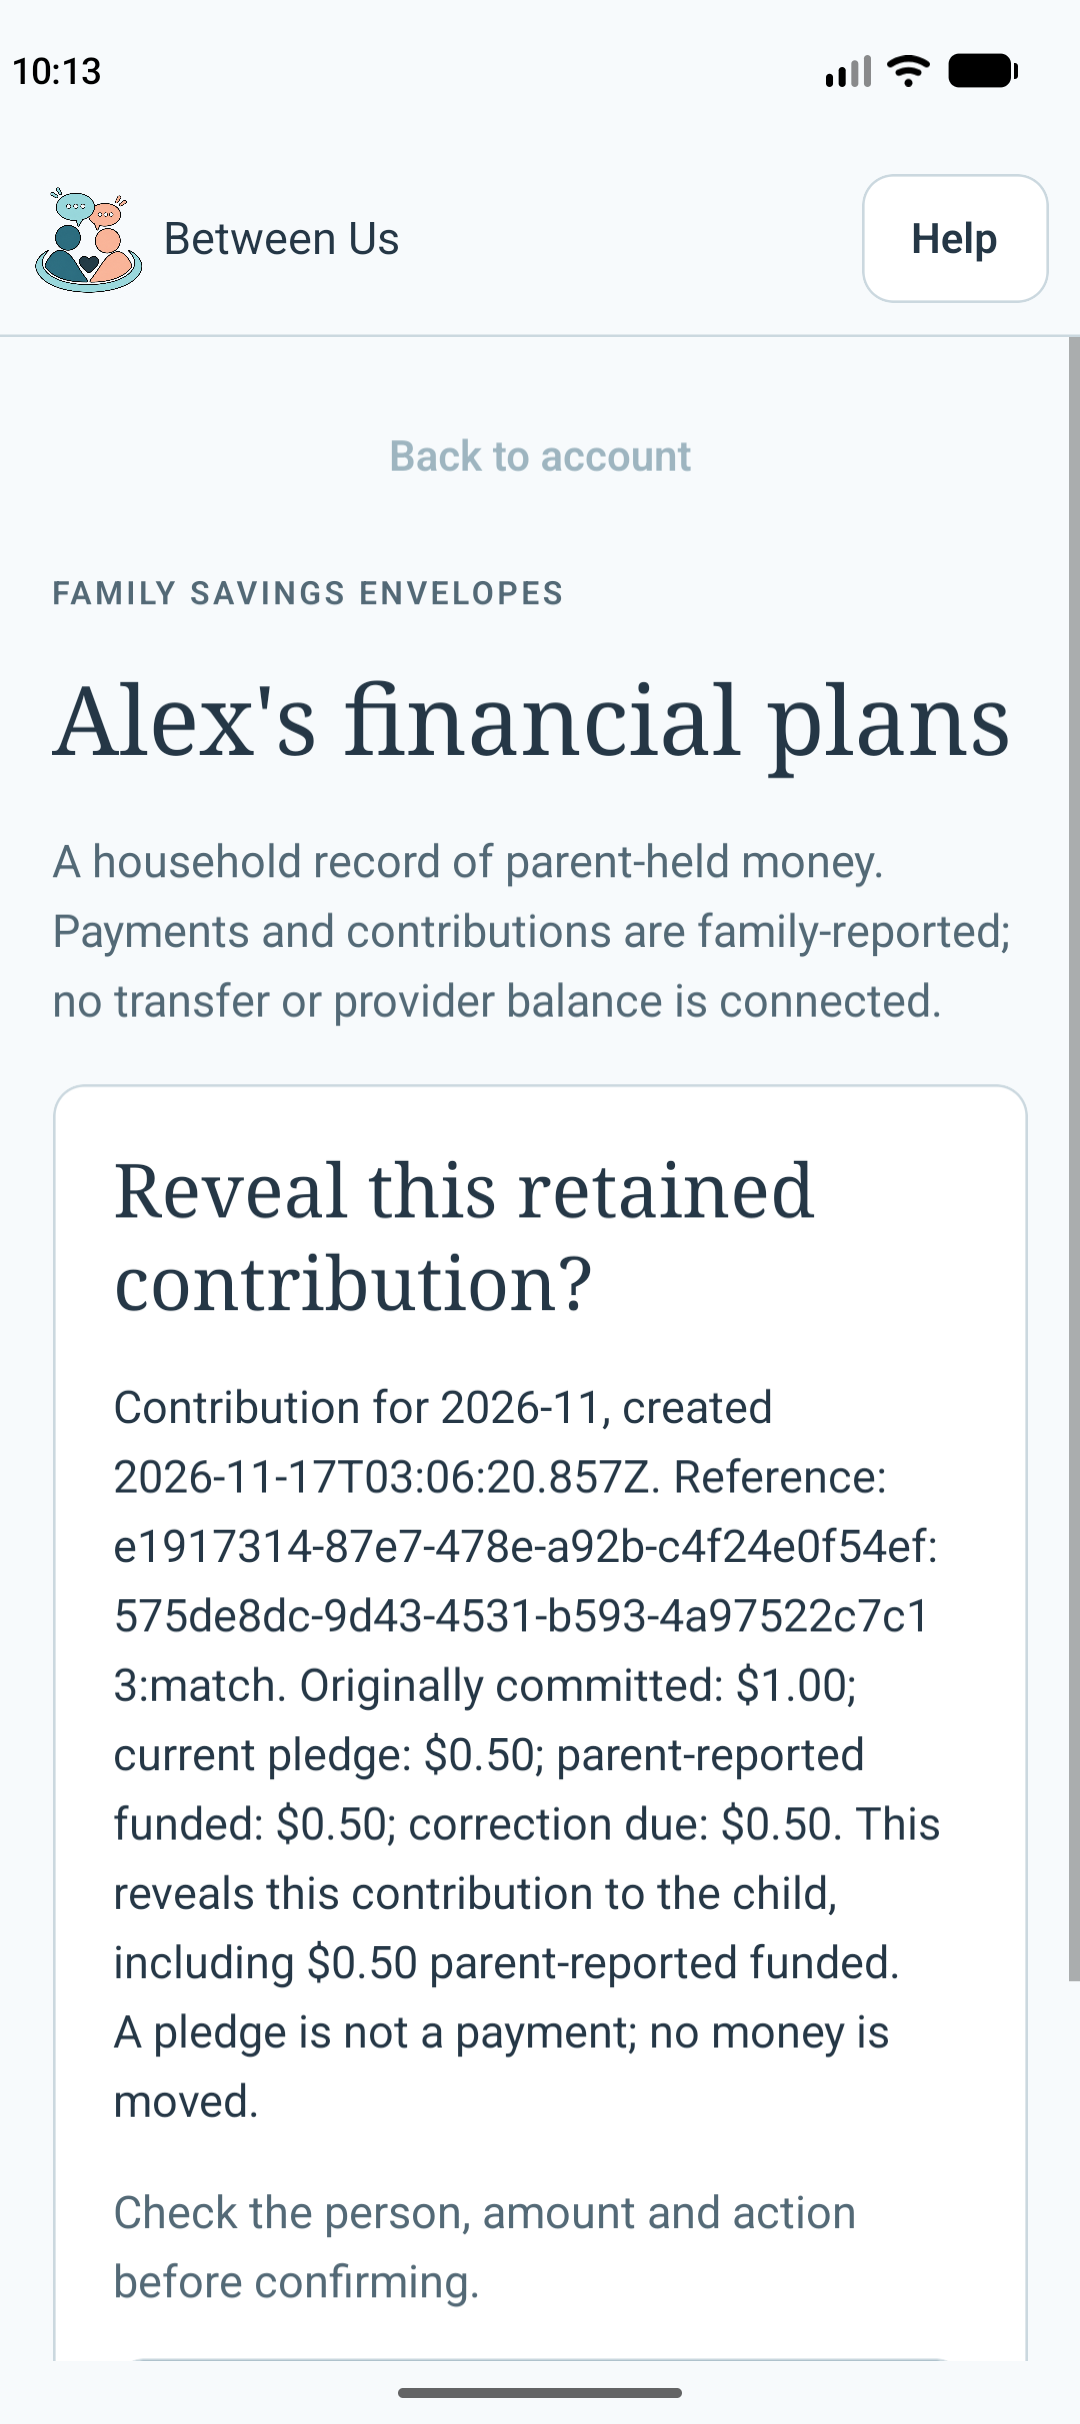 10:13
Between Us
Help
Back to account
FAMILY SAVINGS ENVELOPES
Alex's financial plans
A household record of parent-held money.
Payments and contributions are family-reported;
no transfer or provider balance is connected.
Reveal this retained
contribution?
Contribution for 2026-11, created
2026-11-17T03:06:20.857Z. Reference:
e1917314-87e7-478e-a92b-c4f24e0f54ef:
575de8dc-9d43-4531-b593-4a97522c7c1
3:match. Originally committed: $1.00;
current pledge: $0.50; parent-reported
funded: $0.50; correction due: $0.50. This
reveals this contribution to the child,
including $0.50 parent-reported funded.
A pledge is not a payment; no money is
moved.
Check the person, amount and action
before confirming.